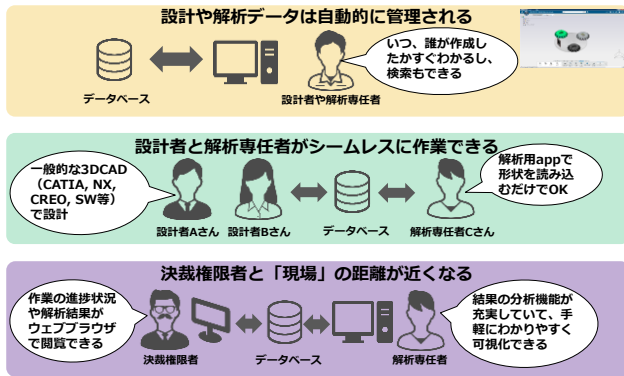 設計や解析データは自動的に管理される
いつ、誰が作成し
たかすぐわかるし、
検索もできる
データベース
設計者や解析専任者
設計者と解析専任者がシームレスに作業できる
一般的な3DCAD
（CATIA, NX,
CREO, SW等）
で設計
解析用appで
形状を読み込
むだけでOK
設計者Aさん
設計者Bさん
データベース
解析専任者Cさん
決裁権限者と「現場」の距離が近くなる
作業の進捗状況
や解析結果が
ウェブブラウザ
で閲覧できる
結果の分析機能が
充実していて、手
軽にわかりやすく
可視化できる
決裁権限者
データベース
解析専任者